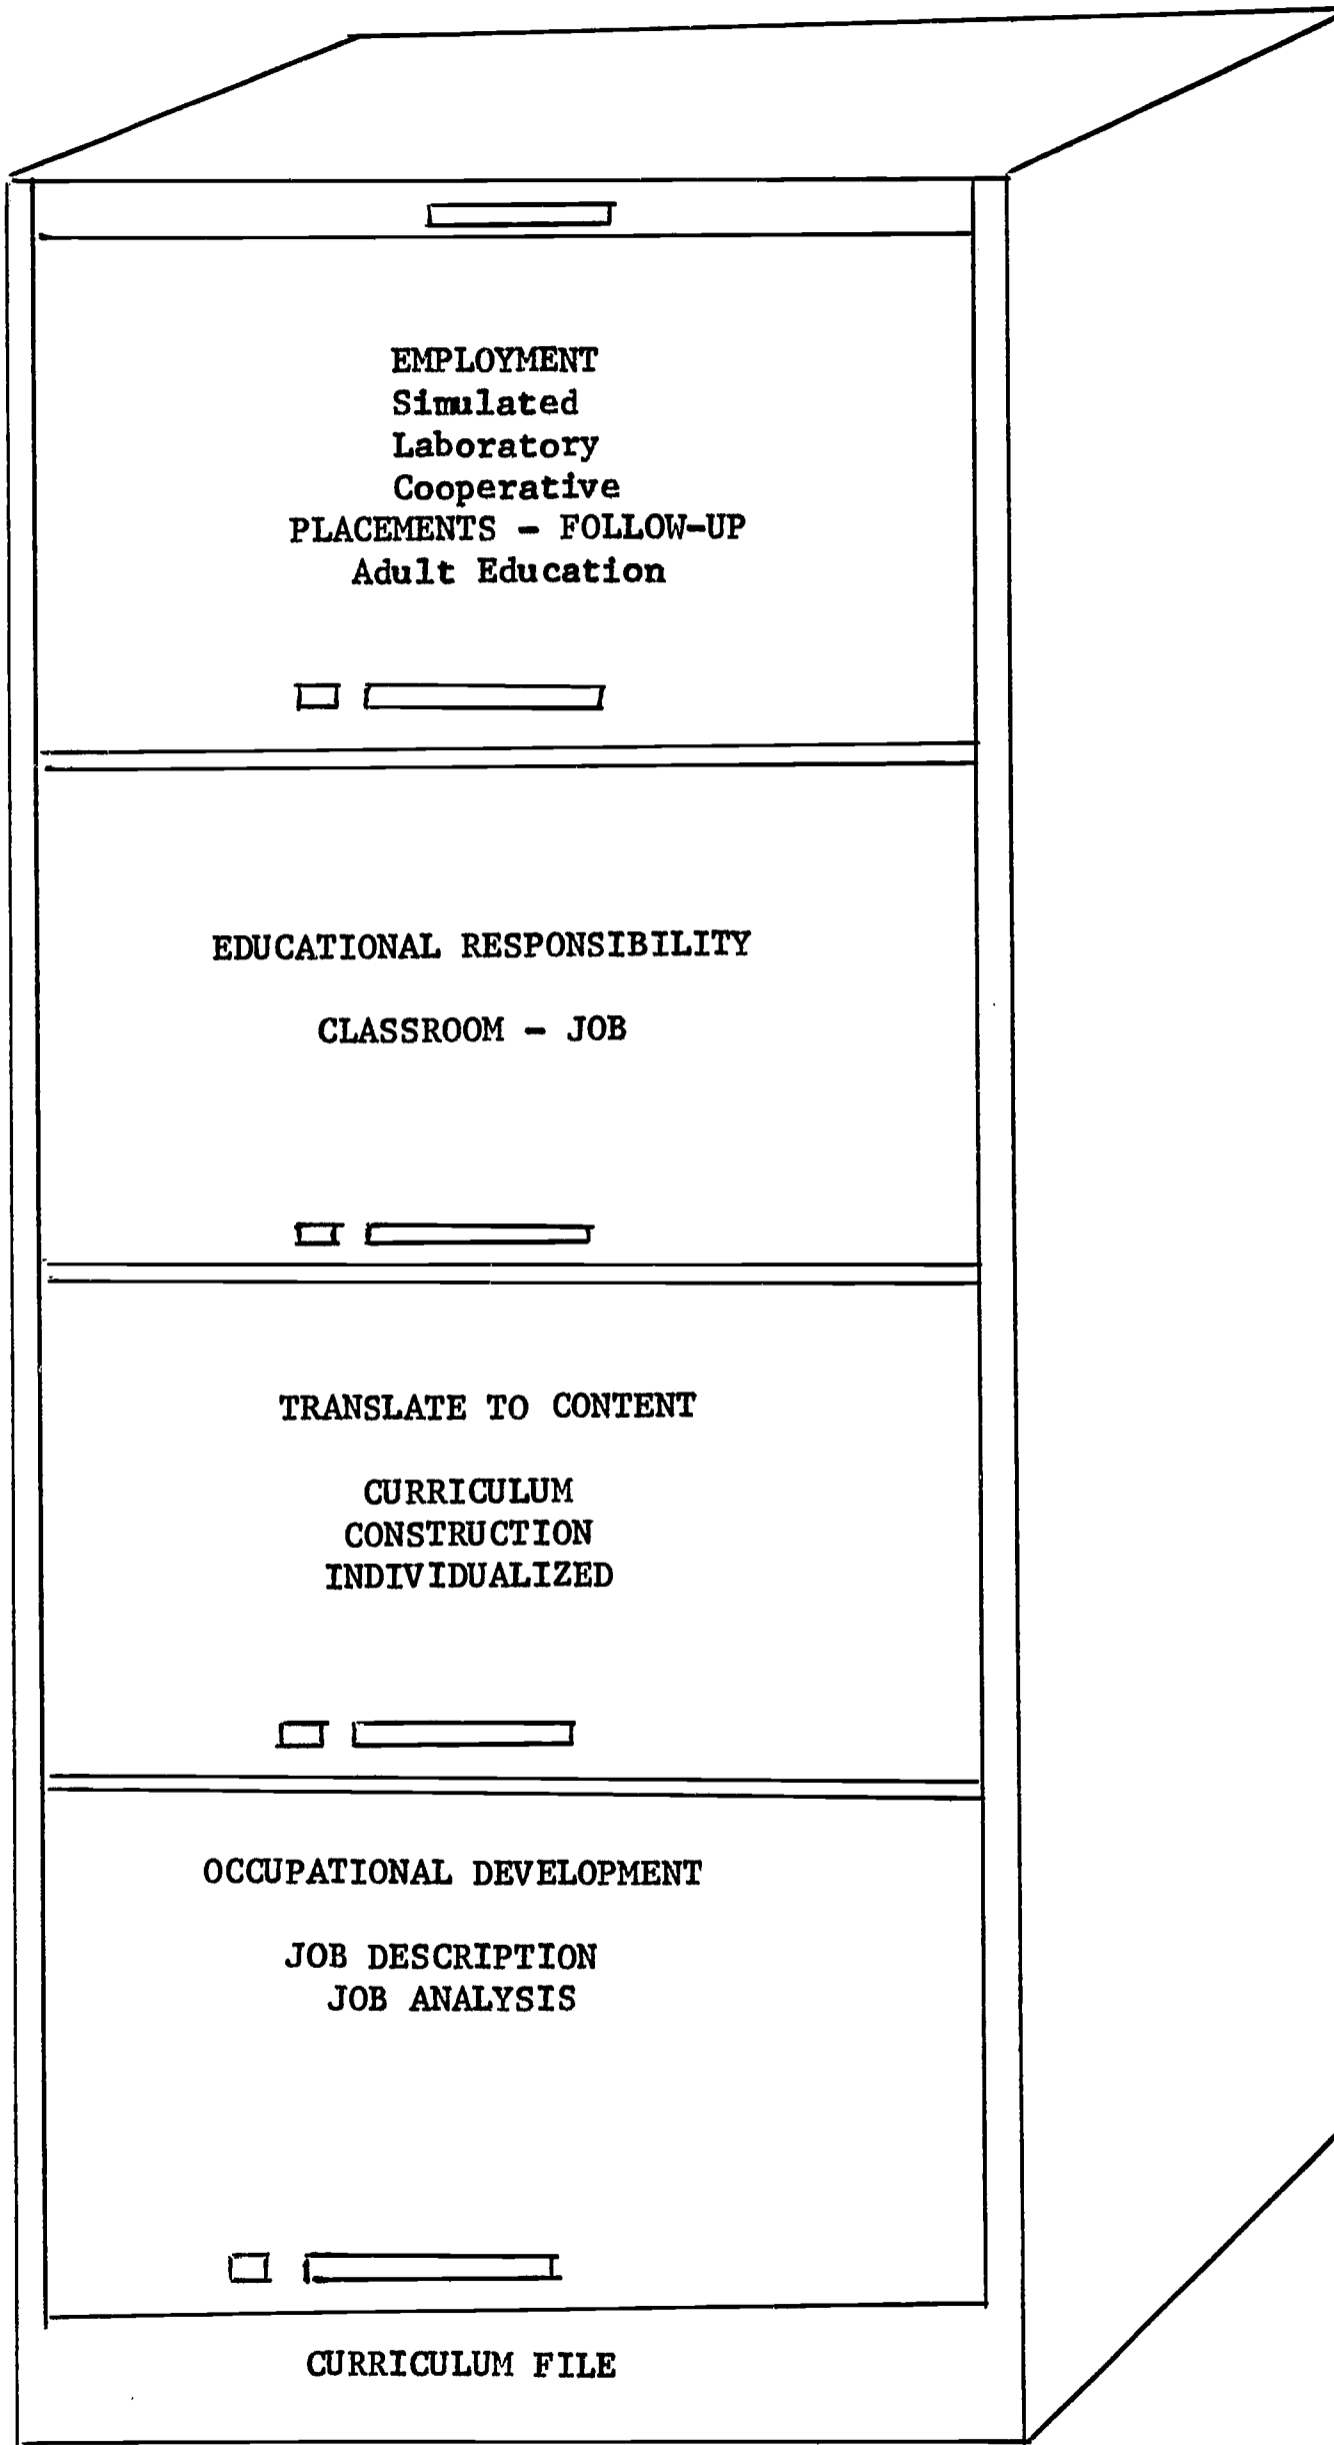 EMPLOYMENT
Simulated
Laboratory
Cooperative
PLACEMENTS - FOLLOW-UP
Adult Education
EDUCATIONAL RESPONSIBILITY
CLASSROOM - JOB
TRANSLATE TO CONTENT
CURRICULUM
CONSTRUCTION
INDIVIDUALIZED
OCCUPATIONAL DEVELOPMENT
JOB DESCRIPTION
JOB ANALYSIS
CURRICULUM FILE